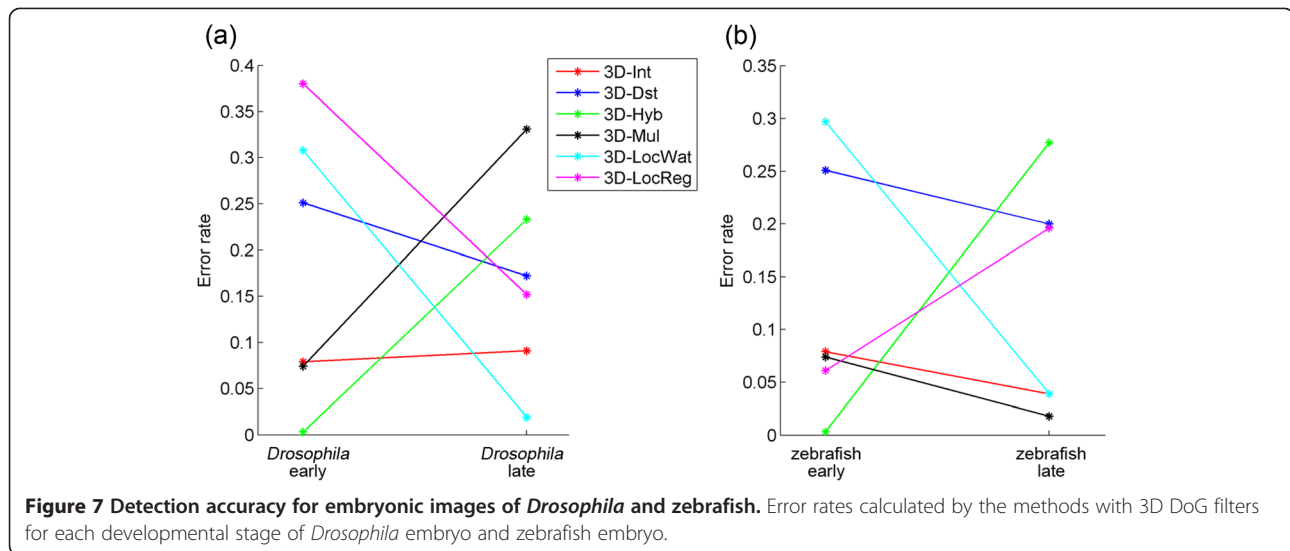 (a)
0.4
0.35
0.3
0.25
0.2
0.15
0.1
0.05
0
Error rate
Drosophila early
Drosophila late
3D-Int
3D-Dst
3D-Hyb
3D-Mul
3D-LocWat
3D-LocReg
(b)
0.35
0.3
0.25
0.2
0.15
0.1
0.05
0
Error rate
zebrafish early
zebrafish late
Figure 7 Detection accuracy for embryonic images of Drosophila and zebrafish. Error rates calculated by the methods with 3D DoG filters
for each developmental stage of Drosophila embryo and zebrafish embryo.